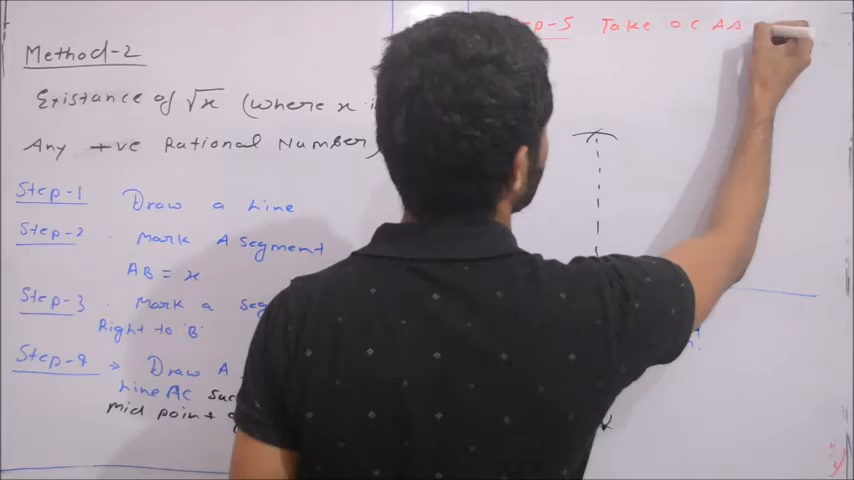 Method-2
Existance of √x (where x i
Any +ve Rational Number)
Step-1 Draw a Line
Step-2 . Mark A Segment
AB = x
Step-3 . Mark a Seg
Right to 'B'
Step-4 → Draw A
Line AC suc
mid point
ep-5 Take OC AS